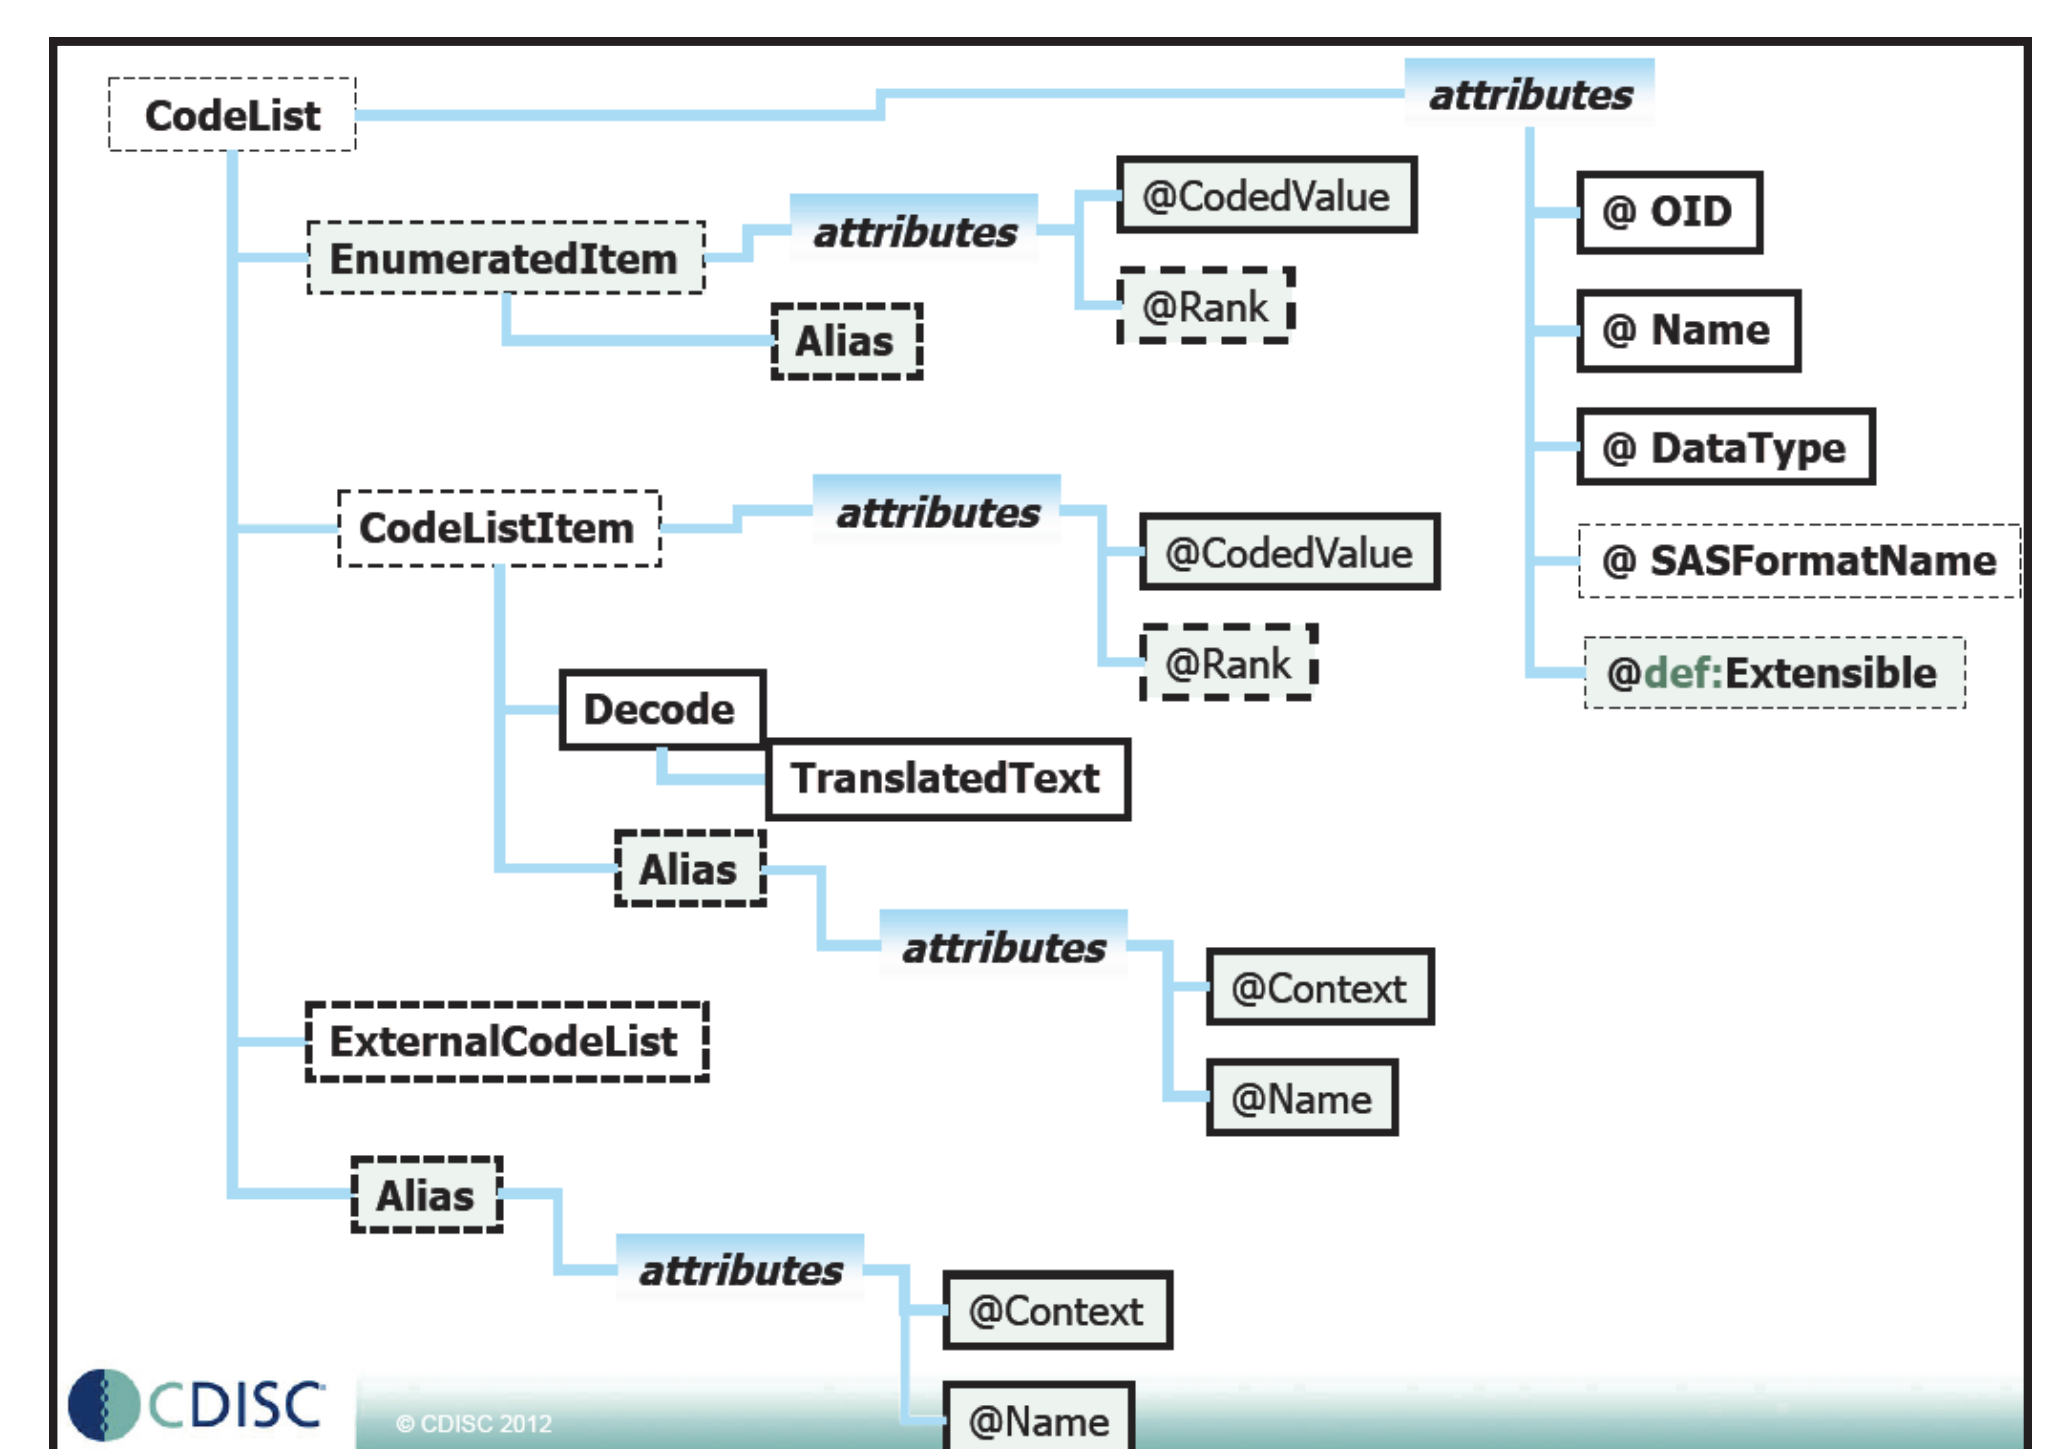 CodeList
attributes
@CodedValue
@ OID
attributes
EnumeratedItem
@Rank
@ Name
Alias
@ DataType
CodeListItem
attributes
@CodedValue
@ SASFormatName
@Rank
@def:Extensible
Decode
TranslatedText
Alias
attributes
@Context
ExternalCodeList
@Name
Alias
attributes
@Context
CDISC
© CDISC 2012
@Name